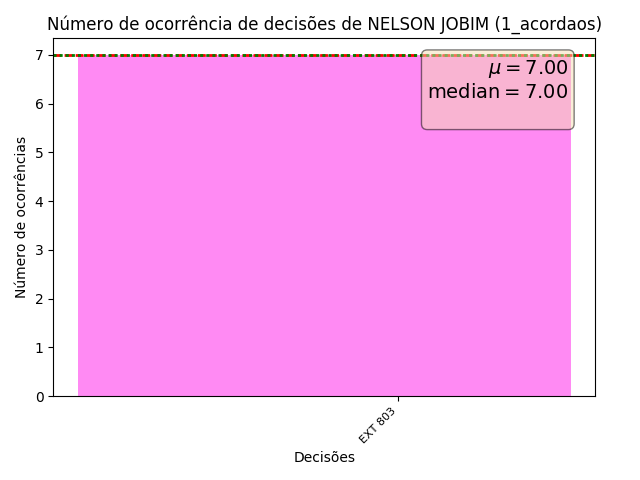 Número de ocorrência de decisões de NELSON JOBIM (1_acordaos)
μ = 7.00
median = 7.00
Número de ocorrências
7
6
5
4
3
2
1
0
EXT 803
Decisões